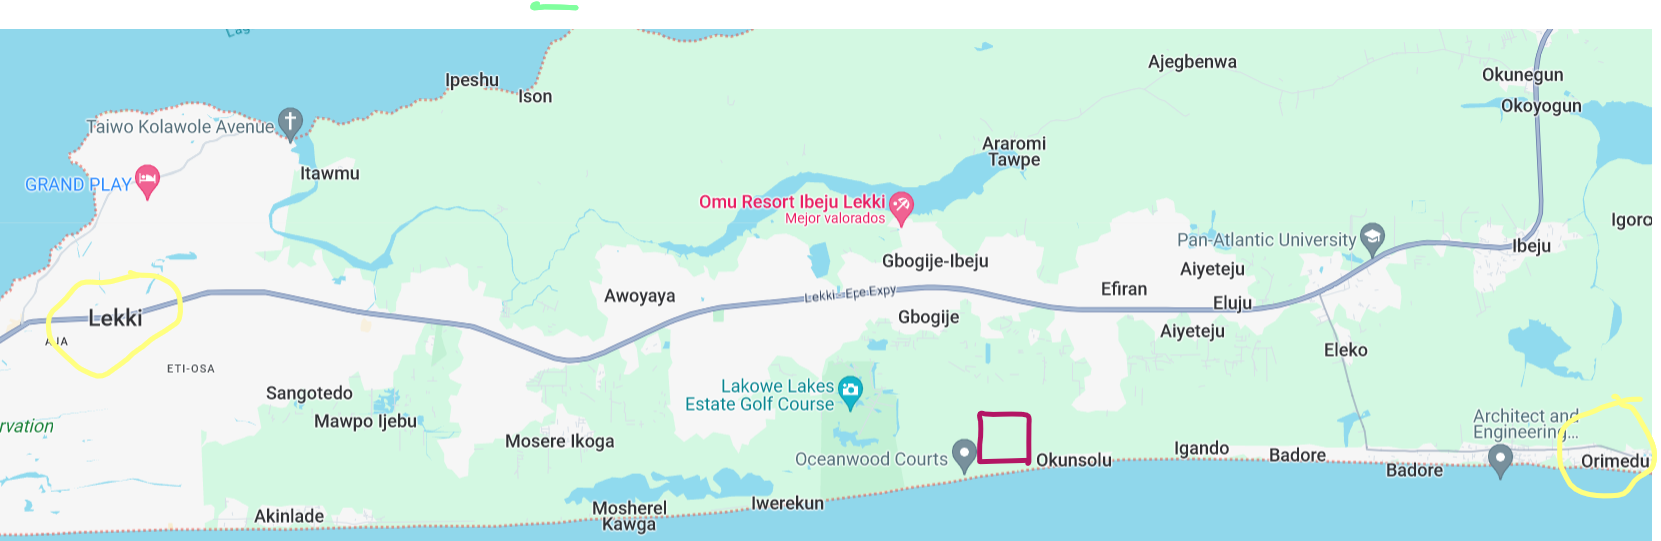 Lag
Ipeshu
Ison
Ajegbenwa
Okunegun
Okoyogun
Taiwo Kolawole Avenue
Araromi
Tawpe
Itawmu
GRAND PLAY
Omu Resort Ibeju Lekki
Mejor valorados
Igoro
Pan-Atlantic University
Ibeju
Gbogije-Ibeju
Aiyeteju
Awoyaya
Lekki - Epe Expy
Efiran
Eluju
Lekki
Gbogije
Aiyeteju
AJA
Eleko
ETI-OSA
Lakowe Lakes
Estate Golf Course
Sangotedo
Mawpo Ijebu
rvation
Architect and
Engineering...
Mosere Ikoga
Oceanwood Courts
Okunsolu
Igando
Badore
Badore
Orimedu
Iwerekun
Mosherel
Kawga
Akinlade